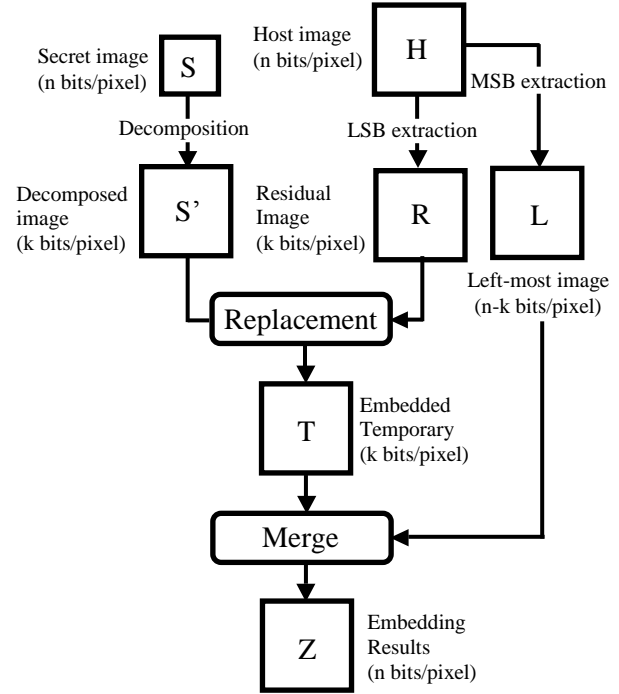 Secret image
(n bits/pixel)
S
Host image
(n bits/pixel)
H
MSB extraction
Decomposition
LSB extraction
Decomposed
image
(k bits/pixel)
S’
Residual
Image
(k bits/pixel)
R
L
Left-most image
(n-k bits/pixel)
Replacement
T
Embedded
Temporary
(k bits/pixel)
Merge
Z
Embedding
Results
(n bits/pixel)